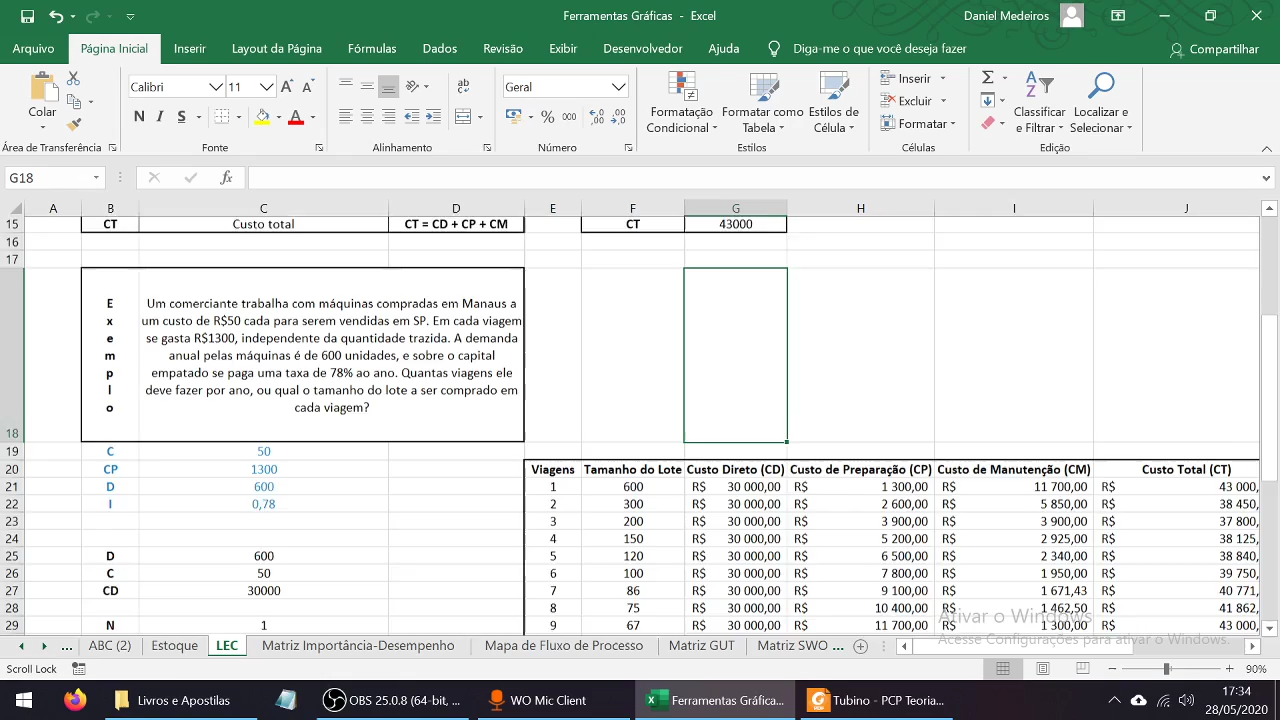 Ferramentas Gráficas - Excel
Daniel Medeiros
Arquivo Página Inicial Inserir Layout da Página Fórmulas Dados Revisão Exibir Desenvolvedor Ajuda Diga-me o que você deseja fazer Compartilhar
Colar
Calibri 11
N I S A
ab
Geral
% 000
Formatação Condicional
Formatar como Tabela
Estilos de Célula
Inserir
Excluir
Formatar
Classificar e Filtrar
Localizar e Selecionar
Área de Transferência Fonte Alinhamento Número Estilos Células Edição
G18 fx
A B C D E F G H I J
15 CT Custo total CT = CD + CP + CM CT 43000
16
17
E
x
e
m
p
l
o
Um comerciante trabalha com máquinas compradas em Manaus a
um custo de R$50 cada para serem vendidas em SP. Em cada viagem
se gasta R$1300, independente da quantidade trazida. A demanda
anual pelas máquinas é de 600 unidades, e sobre o capital
empatado se paga uma taxa de 78% ao ano. Quantas viagens ele
deve fazer por ano, ou qual o tamanho do lote a ser comprado em
cada viagem?
18
19 C 50
20 CP 1300 Viagens Tamanho do Lote Custo Direto (CD) Custo de Preparação (CP) Custo de Manutenção (CM) Custo Total (CT)
21 D 600 1 600 R$ 30 000,00 R$ 1 300,00 R$ 11 700,00 R$ 43 000,
22 I 0,78 2 300 R$ 30 000,00 R$ 2 600,00 R$ 5 850,00 R$ 38 450,
23 3 200 R$ 30 000,00 R$ 3 900,00 R$ 3 900,00 R$ 37 800,
24 4 150 R$ 30 000,00 R$ 5 200,00 R$ 2 925,00 R$ 38 125,
25 D 600 5 120 R$ 30 000,00 R$ 6 500,00 R$ 2 340,00 R$ 38 840,
26 C 50 6 100 R$ 30 000,00 R$ 7 800,00 R$ 1 950,00 R$ 39 750,
27 CD 30000 7 86 R$ 30 000,00 R$ 9 100,00 R$ 1 671,43 R$ 40 771,
28 8 75 R$ 30 000,00 R$ 10 400,00 R$ 1 462,50 R$ 41 862,
29 N 1 9 67 R$ 30 000,00 R$ 11 700,00 R$ 1 300,00 R$ 43 000,
Ativar o Windows
Acesse Configurações para ativar o Windows.
... ABC (2) Estoque LEC Matriz Importância Desempenho Mapa de Fluxo de Processos Matriz GUT Matriz SWO ...
Scroll Lock 90%
Livros e Apostilas OBS 25.0.8 (64-bit, ... WO Mic Client Ferramentas Gráfica... Tubino - PCP Teoria...
17:34
28/05/2020